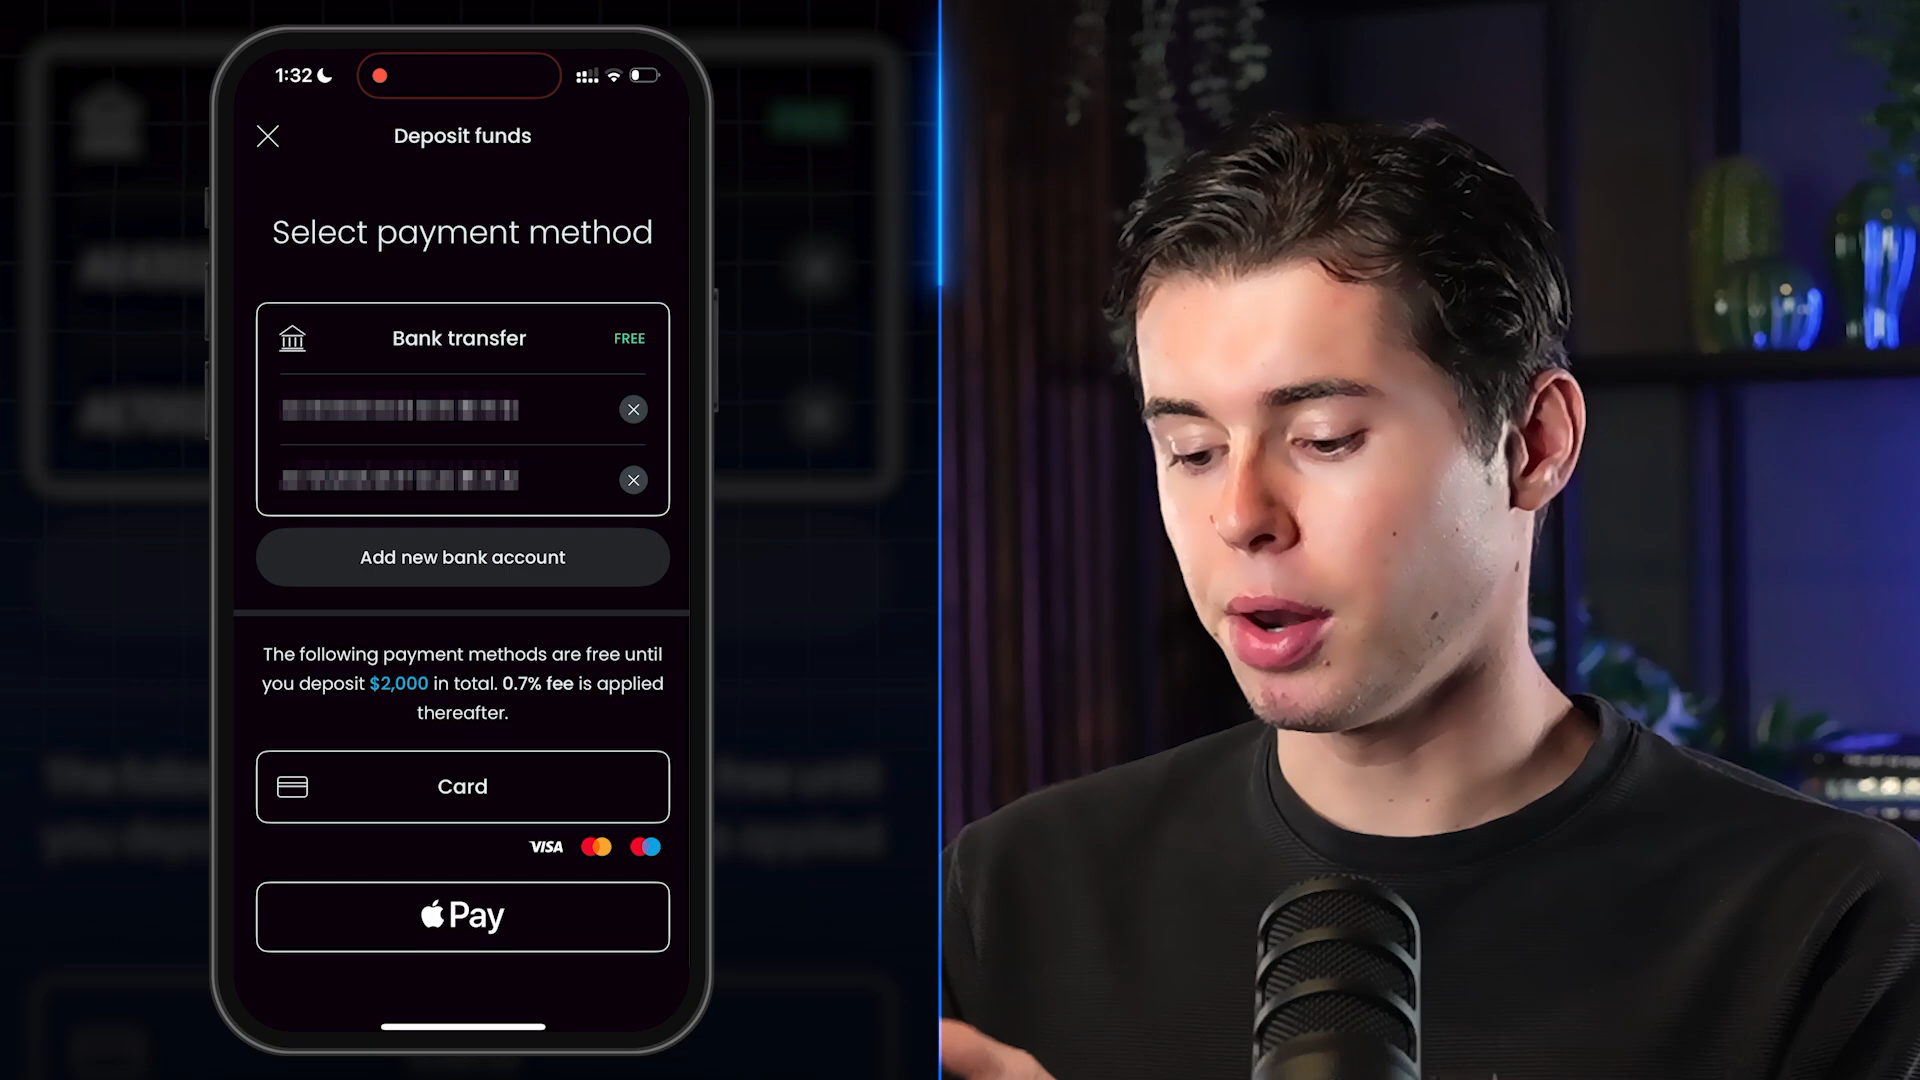 1:32
Deposit funds
Select payment method
Bank transfer
FREE
Add new bank account
The following payment methods are free until
you deposit $2,000 in total. 0.7% fee is applied
thereafter.
Card
VISA
Pay